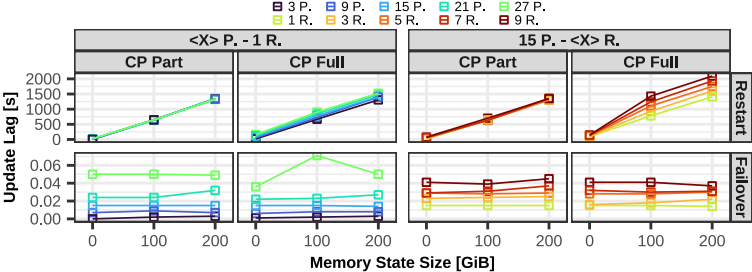 3 P. 9 P. 15 P. 21 P. 27 P.
1 R. 3 R. 5 R. 7 R. 9 R.
<X> P. - 1 R. 15 P. - <X> R.
CP Part CP Full CP Part CP Full
Update Lag [s]
2000
1500
1000
500
0
Restart
0.06
0.04
0.02
0.00
Failover
0 100 200 0 100 200 0 100 200 0 100 200
Memory State Size [GiB]